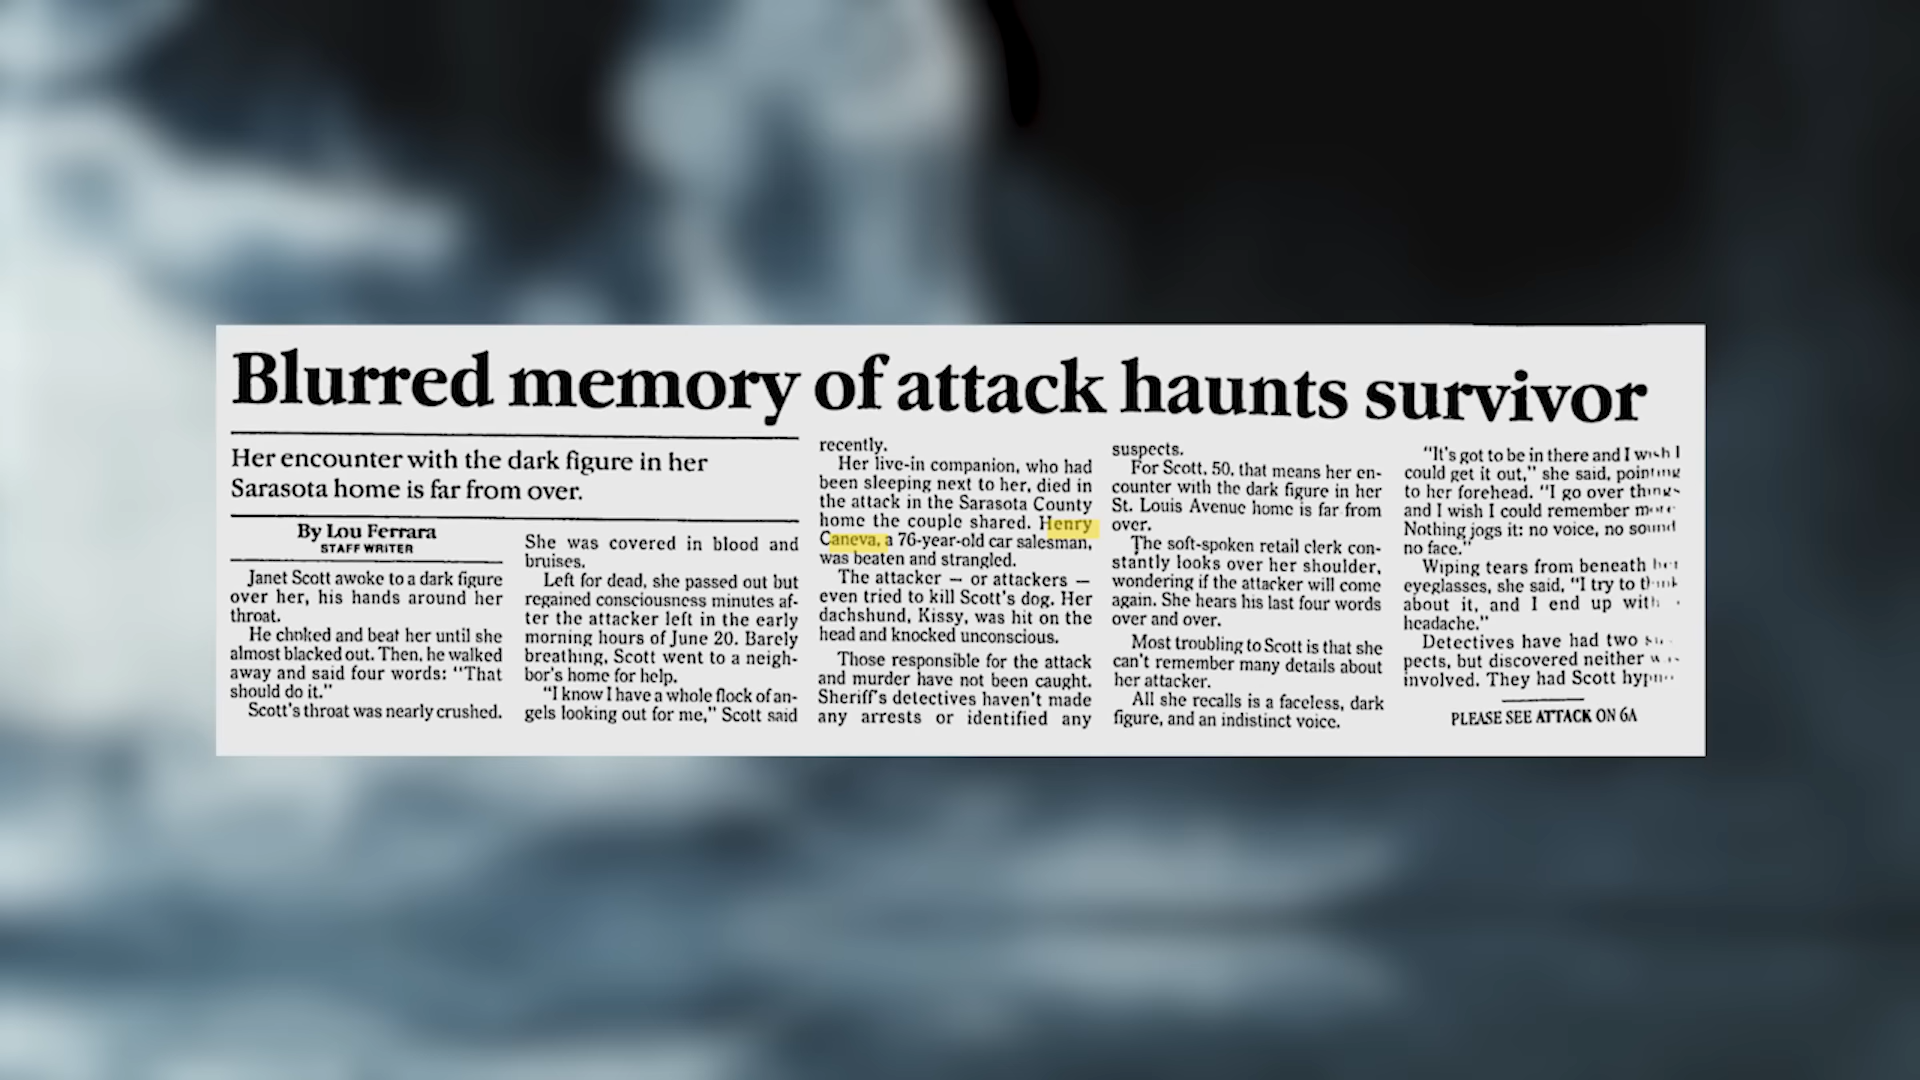 Blurred memory of attack haunts survivor
Her encounter with the dark figure in her
Sarasota home is far from over.
By Lou Ferrara
STAFF WRITER
Janet Scott awoke to a dark figure
over her, his hands around her
throat.
He choked and beat her until she
almost blacked out. Then, he walked
away and said four words: "That
should do it."
Scott's throat was nearly crushed.
She was covered in blood and
bruises.
Left for dead, she passed out but
regained consciousness minutes af-
ter the attacker left in the early
morning hours of June 20. Barely
breathing, Scott went to a neigh-
bor's home for help.
"I know I have a whole flock of an-
gels looking out for me," Scott said
recently.
Her live-in companion, who had
been sleeping next to her, died in
the attack in the Sarasota County
home the couple shared. Henry
Caneva, a 76-year-old car salesman,
was beaten and strangled.
The attacker — or attackers —
even tried to kill Scott's dog. Her
dachshund, Kissy, was hit on the
head and knocked unconscious.
Those responsible for the attack
and murder have not been caught.
Sheriff's detectives haven't made
any arrests or identified any
suspects.
For Scott, 50, that means her en-
counter with the dark figure in her
St. Louis Avenue home is far from
over.
The soft-spoken retail clerk con-
stantly looks over her shoulder,
wondering if the attacker will come
again. She hears his last four words
over and over.
Most troubling to Scott is that she
can't remember many details about
her attacker.
All she recalls is a faceless, dark
figure, and an indistinct voice.
"It's got to be in there and I wish I
could get it out," she said, pointing
to her forehead. "I go over things
and I wish I could remember more.
Nothing jogs it: no voice, no sound
no face."
Wiping tears from beneath her
eyeglasses, she said, "I try to think
about it, and I end up with
headache."
Detectives have had two
pects, but discovered neither
involved. They had Scott
PLEASE SEE ATTACK ON 6A